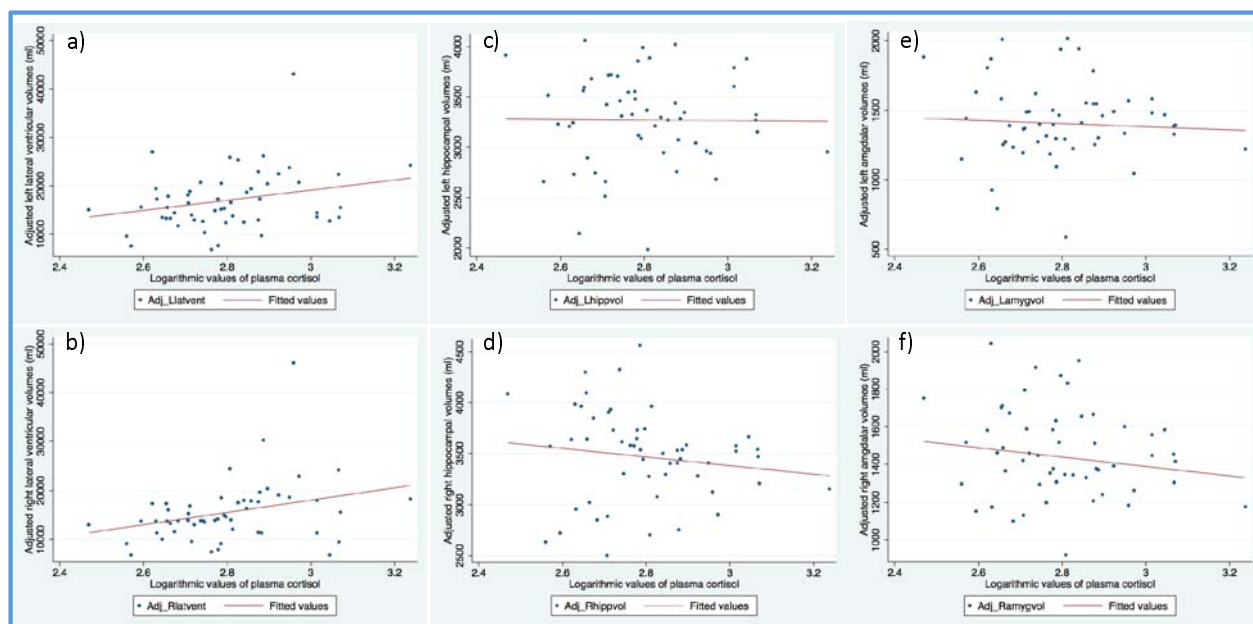 a)
Adjusted left lateral ventricular volumes (ml)
50000
40000
30000
20000
10000
2.4 2.6 2.8 3 3.2
Logarithmic values of plasma cortisol
Adj_Llatvent Fitted values
c)
Adjusted left hippocampal volumes (ml)
4000
3500
3000
2500
2000
2.4 2.6 2.8 3 3.2
Logarithmic values of plasma cortisol
Adj_Lhippvol Fitted values
e)
Adjusted left amgdalar volumes (ml)
2000
1500
1000
500
2.4 2.6 2.8 3 3.2
Logarithmic values of plasma cortisol
Adj_Lamygvol Fitted values
b)
Adjusted right lateral ventricular volumes (ml)
50000
40000
30000
20000
10000
2.4 2.6 2.8 3 3.2
Logarithmic values of plasma cortisol
Adj_Rlatvent Fitted values
d)
Adjusted right hippocampal volumes (ml)
4500
4000
3500
3000
2500
2.4 2.6 2.8 3 3.2
Logarithmic values of plasma cortisol
Adj_Rhippvol Fitted values
f)
Adjusted right amygdalar volumes (ml)
2000
1800
1600
1400
1200
1000
2.4 2.6 2.8 3 3.2
Logarithmic values of plasma cortisol
Adj_Ramygvol Fitted values